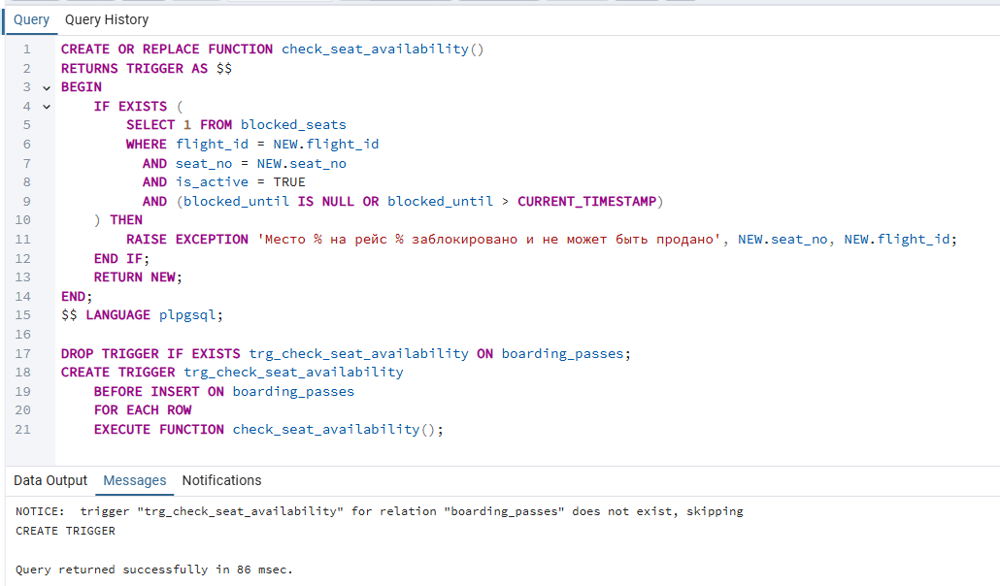 Query Query History
1 CREATE OR REPLACE FUNCTION check_seat_availability()
2 RETURNS TRIGGER AS $$
3 BEGIN
4 IF EXISTS (
5 SELECT 1 FROM blocked_seats
6 WHERE flight_id = NEW.flight_id
7 AND seat_no = NEW.seat_no
8 AND is_active = TRUE
9 AND (blocked_until IS NULL OR blocked_until > CURRENT_TIMESTAMP)
10 ) THEN
11 RAISE EXCEPTION 'Место % на рейс % заблокировано и не может быть продано', NEW.seat_no, NEW.flight_id;
12 END IF;
13 RETURN NEW;
14 END;
15 $$ LANGUAGE plpgsql;
16
17 DROP TRIGGER IF EXISTS trg_check_seat_availability ON boarding_passes;
18 CREATE TRIGGER trg_check_seat_availability
19 BEFORE INSERT ON boarding_passes
20 FOR EACH ROW
21 EXECUTE FUNCTION check_seat_availability();
Data Output Messages Notifications
NOTICE:  trigger "trg_check_seat_availability" for relation "boarding_passes" does not exist, skipping
CREATE TRIGGER
Query returned successfully in 86 msec.